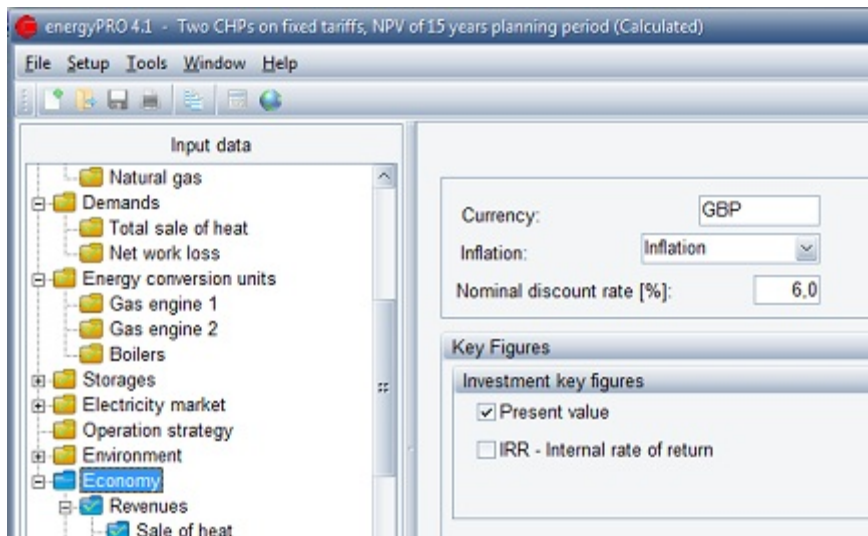 energyPRO 4.1 - Two CHPs on fixed tariffs, NPV of 15 years planning period (Calculated)
File Setup Tools Window Help
Input data
Natural gas
Demands
Total sale of heat
Net work loss
Energy conversion units
Gas engine 1
Gas engine 2
Boilers
Storages
Electricity market
Operation strategy
Environment
Economy
Revenues
Sale of heat
Currency: GBP
Inflation: Inflation
Nominal discount rate [%]: 6,0
Key Figures
Investment key figures
Present value
IRR - Internal rate of return